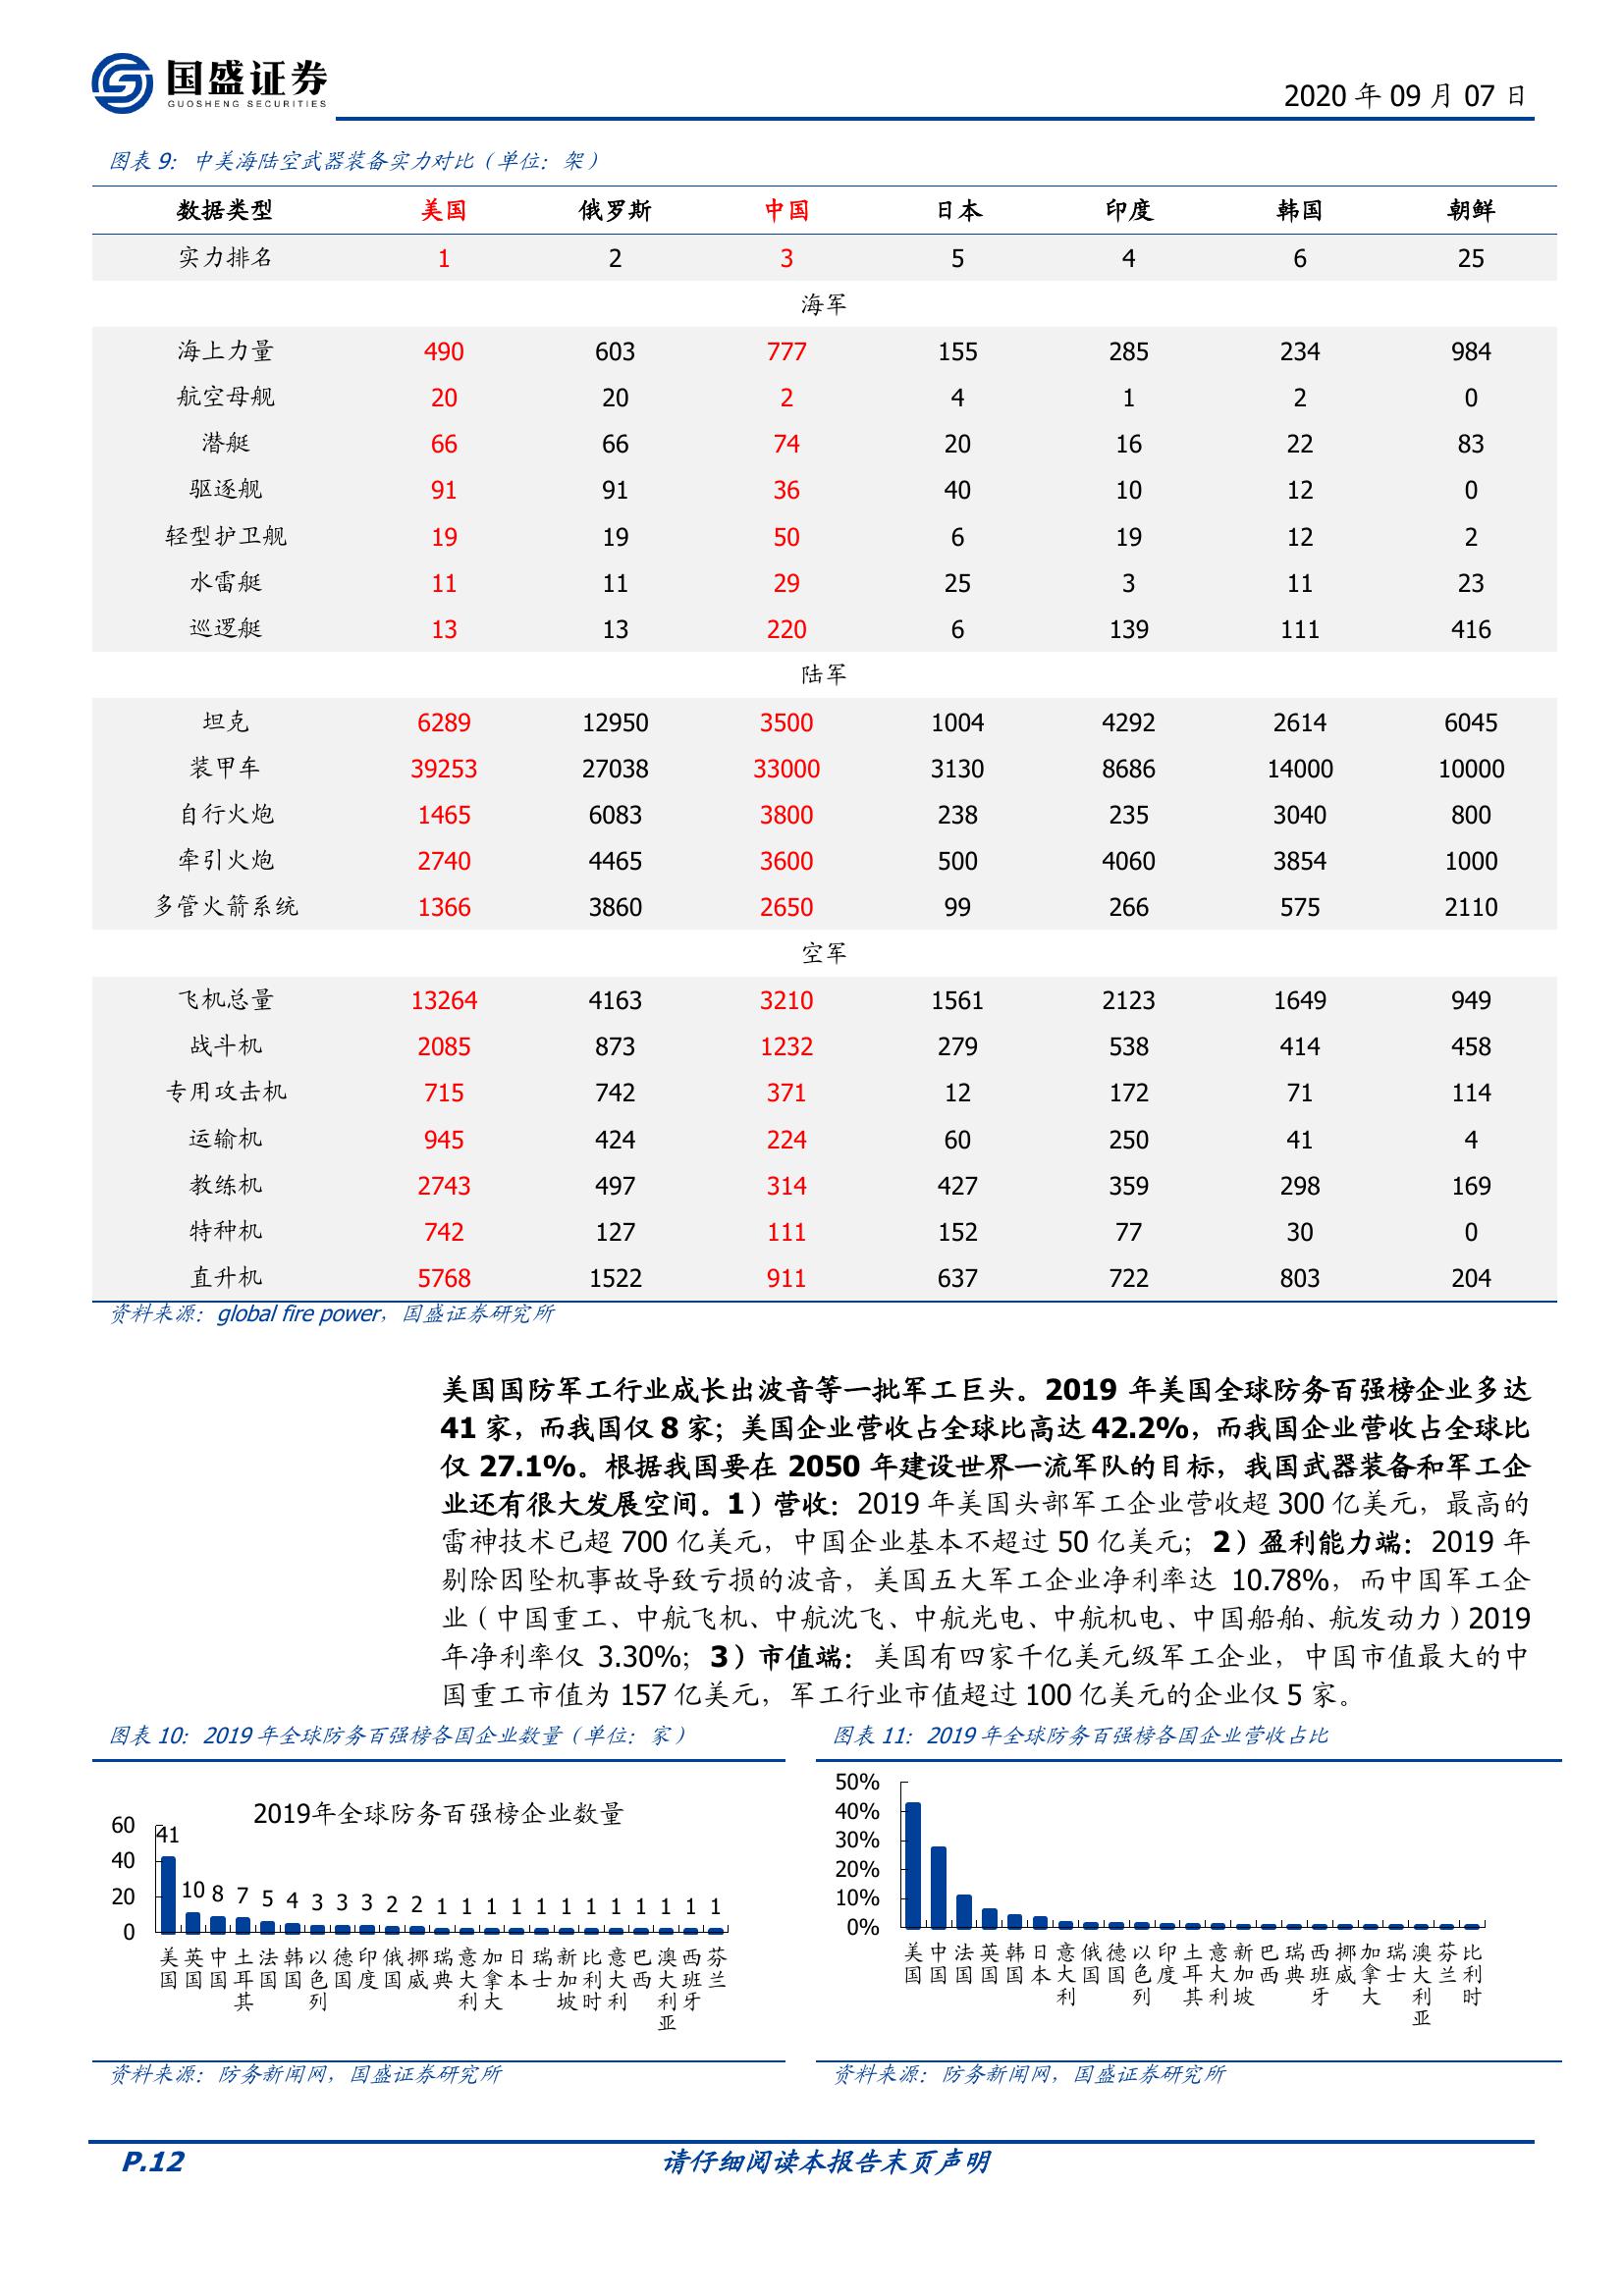 国盛证券
GUOSHENG SECURITIES
2020 年 09 月 07 日
图表 9：中美海陆空武器装备实力对比（单位：架）
数据类型 美国 俄罗斯 中国 日本 印度 韩国 朝鲜
实力排名 1 2 3 5 4 6 25
海军
海上力量 490 603 777 155 285 234 984
航空母舰 20 20 2 4 1 2 0
潜艇 66 66 74 20 16 22 83
驱逐舰 91 91 36 40 10 12 0
轻型护卫舰 19 19 50 6 19 12 2
水雷艇 11 11 29 25 3 11 23
巡逻艇 13 13 220 6 139 111 416
陆军
坦克 6289 12950 3500 1004 4292 2614 6045
装甲车 39253 27038 33000 3130 8686 14000 10000
自行火炮 1465 6083 3800 238 235 3040 800
牵引火炮 2740 4465 3600 500 4060 3854 1000
多管火箭系统 1366 3860 2650 99 266 575 2110
空军
飞机总量 13264 4163 3210 1561 2123 1649 949
战斗机 2085 873 1232 279 538 414 458
专用攻击机 715 742 371 12 172 71 114
运输机 945 424 224 60 250 41 4
教练机 2743 497 314 427 359 298 169
特种机 742 127 111 152 77 30 0
直升机 5768 1522 911 637 722 803 204
资料来源：global fire power，国盛证券研究所
美国国防军工行业成长出波音等一批军工巨头。2019 年美国全球防务百强榜企业多达
41 家，而我国仅 8 家；美国企业营收占全球比高达 42.2%，而我国企业营收占全球比
仅 27.1%。根据我国要在 2050 年建设世界一流军队的目标，我国武器装备和军工企
业还有很大发展空间。1）营收：2019 年美国头部军工企业营收超 300 亿美元，最高的
雷神技术已超 700 亿美元，中国企业基本不超过 50 亿美元；2）盈利能力端：2019 年
剔除因坠机事故导致亏损的波音，美国五大军工企业净利率达 10.78%，而中国军工企
业（中国重工、中航飞机、中航沈飞、中航光电、中航机电、中国船舶、航发动力）2019
年净利率仅 3.30%；3）市值端：美国有四家千亿美元级军工企业，中国市值最大的中
国重工市值为 157 亿美元，军工行业市值超过 100 亿美元的企业仅 5 家。
图表 10：2019 年全球防务百强榜各国企业数量（单位：家）
2019年全球防务百强榜企业数量
60
40
20
0
41 10 8 7 5 4 3 3 3 2 2 1 1 1 1 1 1 1 1 1 1 1 1
美国 英国 中国 土耳其 法国 韩国 以色列 德国 印度 俄国 挪威 瑞典 意大利 加拿大 日本 瑞士 新加坡 比利时 意大利 巴西 澳大利亚 西班牙 芬兰
资料来源：防务新闻网，国盛证券研究所
图表 11：2019 年全球防务百强榜各国企业营收占比
50%
40%
30%
20%
10%
0%
美国 中国 法国 英国 韩国 日本 意大利 俄国 德国 以色列 印度 土耳其 意大利 新加坡 巴西 瑞典 西班牙 挪威 加拿大 瑞士 澳大利亚 芬兰 比利时
资料来源：防务新闻网，国盛证券研究所
P.12 请仔细阅读本报告末页声明